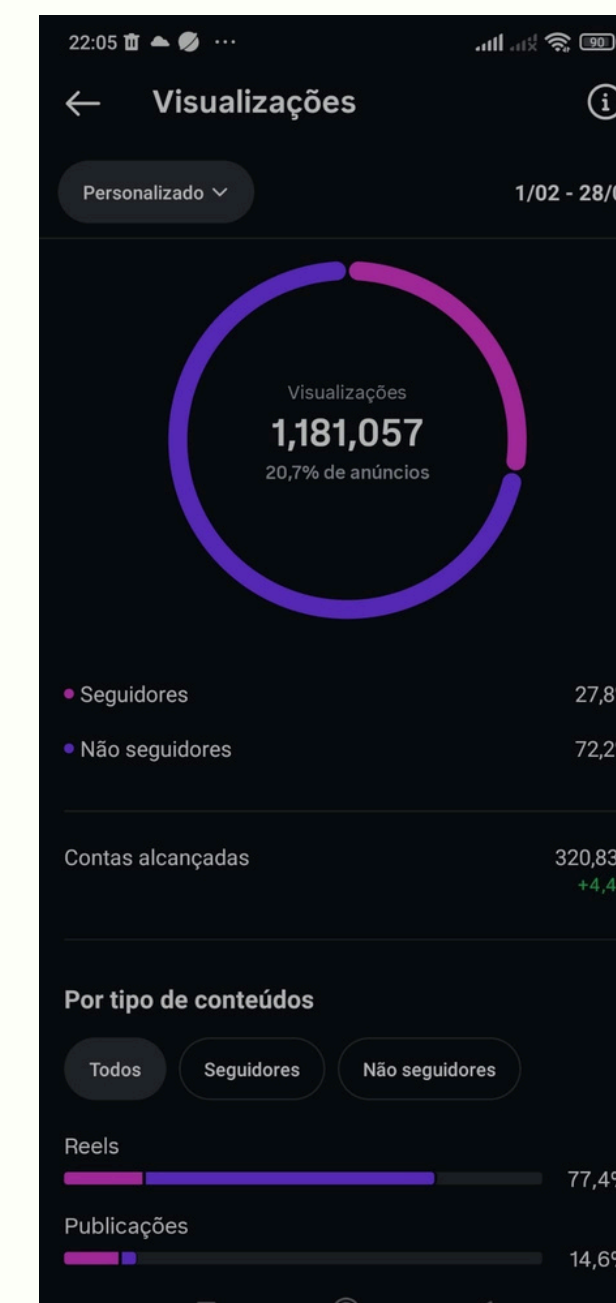 22:05 ... 90
Visualizações
Personalizado
1/02 - 28/0
Visualizações
1,181,057
20,7% de anúncios
Seguidores 27,8
Não seguidores 72,2
Contas alcançadas 320,83
+4,4
Por tipo de conteúdos
Todos Seguidores Não seguidores
Reels
77,4%
Publicações
14,6%